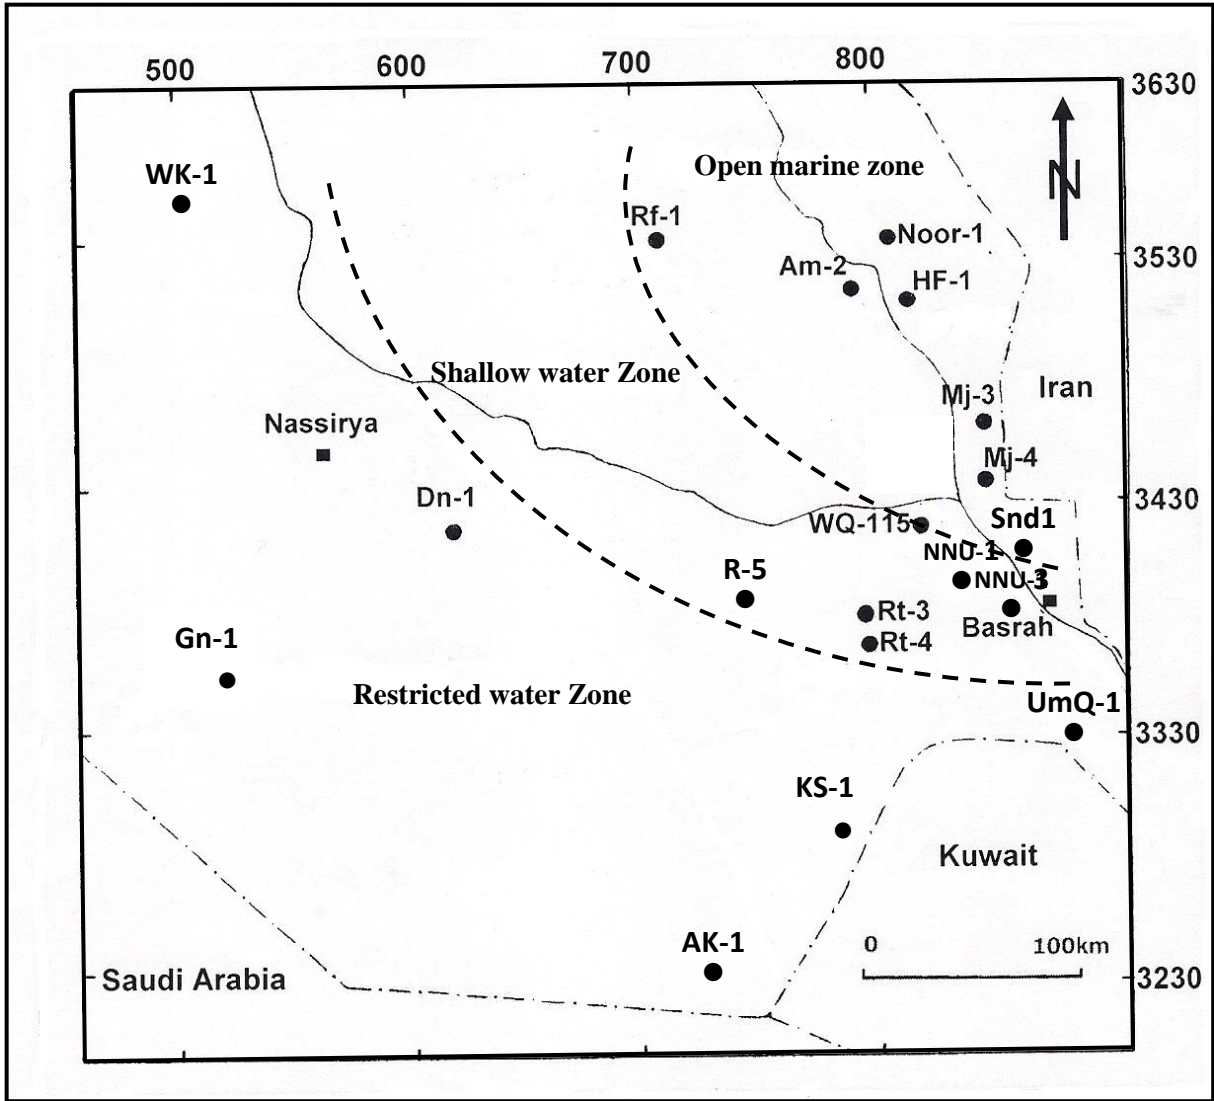 500 600 700 800
3630
WK-1
Open marine zone
N
Rf-1
Noor-1
3530
Am-2
HF-1
Shallow water Zone
Iran
Mj-3
Nassirya
Mj-4
Dn-1
3430
WQ-115
Snd1
NNU-1
R-5
NNU-3
Rt-3
Basrah
Gn-1
Rt-4
Restricted water Zone
UmQ-1
3330
KS-1
Kuwait
AK-1
0 100km
Saudi Arabia
3230